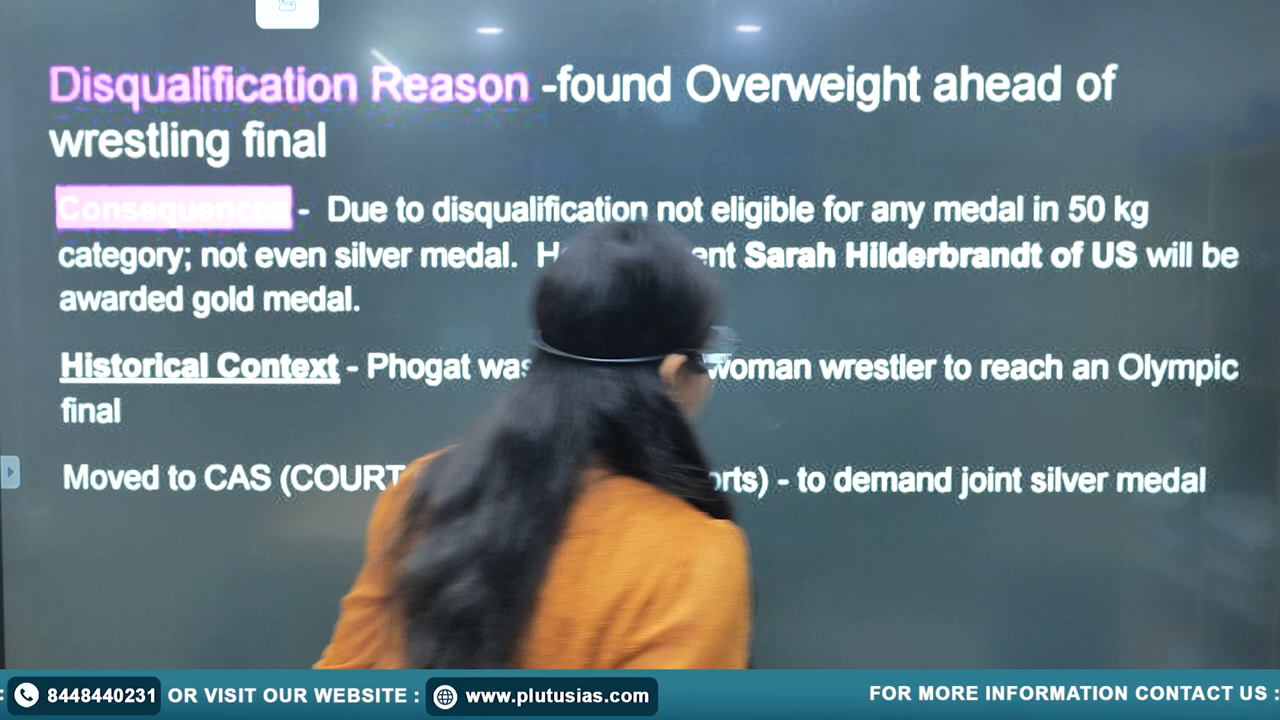 Disqualification Reason -found Overweight ahead of
wrestling final
Consequences - Due to disqualification not eligible for any medal in 50 kg
category; not even silver medal. Sarah Hilderbrandt of US will be
awarded gold medal.
Historical Context - Phogat was woman wrestler to reach an Olympic
final
Moved to CAS (COURT - to demand joint silver medal
: 8448440231 OR VISIT OUR WEBSITE : www.plutusias.com FOR MORE INFORMATION CONTACT US :